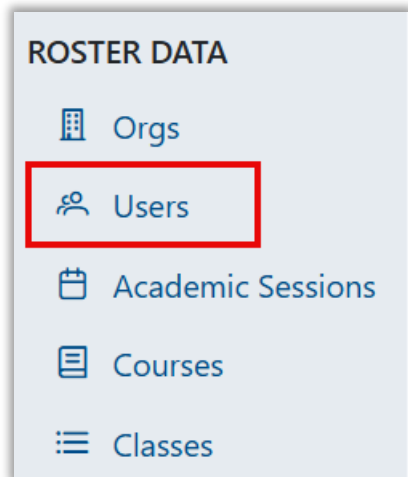 ROSTER DATA
Orgs
Users
Academic Sessions
Courses
Classes